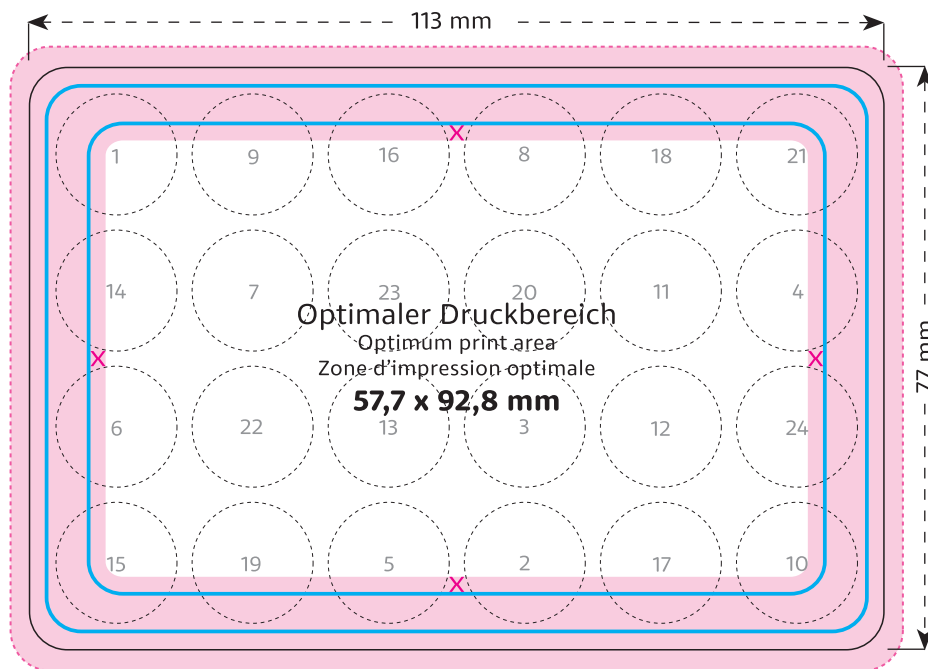 113 mm
X
1 9 16 8 18 21
14 7 23 20 11 4
Optimaler Druckbereich
Optimum print area
X X
Zone d'impression optimale
77 mm
57,7 x 92,8 mm
6 22 13 3 12 24
15 19 5 2 17 10
X